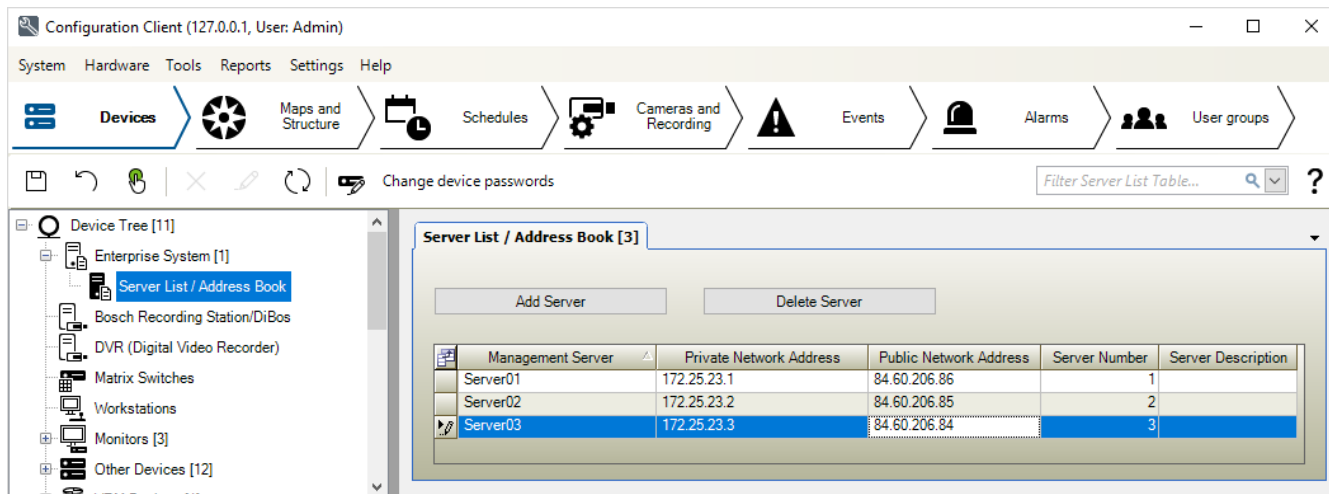 Configuration Client (127.0.0.1, User: Admin)
System Hardware Tools Reports Settings Help
Devices
Maps and Structure
Schedules
Cameras and Recording
Events
Alarms
User groups
Change device passwords
Filter Server List Table...
?
Device Tree [11]
Enterprise System [1]
Server List / Address Book
Bosch Recording Station/DiBos
DVR (Digital Video Recorder)
Matrix Switches
Workstations
Monitors [3]
Other Devices [12]
Server List / Address Book [3]
Add Server Delete Server
Management Server Private Network Address Public Network Address Server Number Server Description
Server01 172.25.23.1 84.60.206.86 1
Server02 172.25.23.2 84.60.206.85 2
Server03 172.25.23.3 84.60.206.84 3